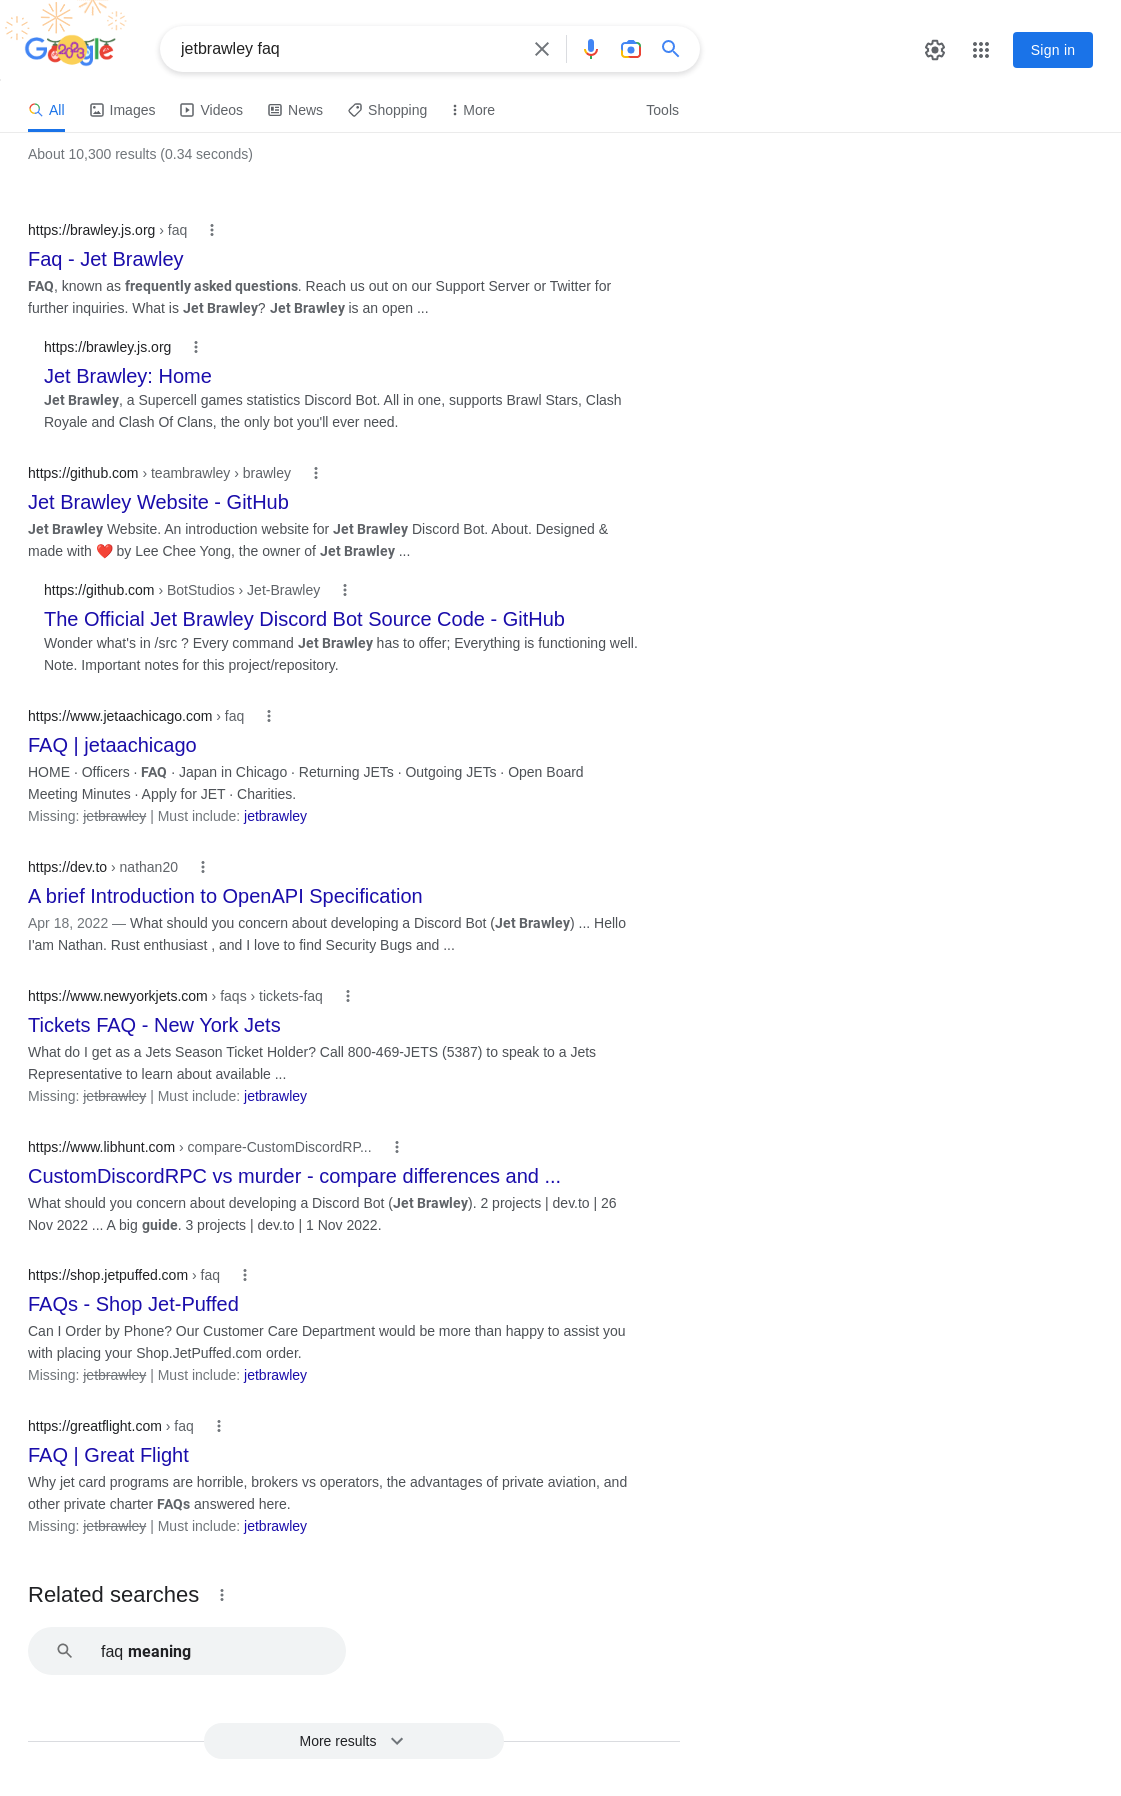 Google
jetbrawley faq
Sign in
All
Images
Videos
News
Shopping
More
Tools
About 10,300 results (0.34 seconds)
https://brawley.js.org › faq
Faq - Jet Brawley
FAQ, known as frequently asked questions. Reach us out on our Support Server or Twitter for
further inquiries. What is Jet Brawley? Jet Brawley is an open ...
https://brawley.js.org
Jet Brawley: Home
Jet Brawley, a Supercell games statistics Discord Bot. All in one, supports Brawl Stars, Clash
Royale and Clash Of Clans, the only bot you'll ever need.
https://github.com › teambrawley › brawley
Jet Brawley Website - GitHub
Jet Brawley Website. An introduction website for Jet Brawley Discord Bot. About. Designed &
made with ❤️ by Lee Chee Yong, the owner of Jet Brawley ...
https://github.com › BotStudios › Jet-Brawley
The Official Jet Brawley Discord Bot Source Code - GitHub
Wonder what's in /src ? Every command Jet Brawley has to offer; Everything is functioning well.
Note. Important notes for this project/repository.
https://www.jetaachicago.com › faq
FAQ | jetaachicago
HOME · Officers · FAQ · Japan in Chicago · Returning JETs · Outgoing JETs · Open Board
Meeting Minutes · Apply for JET · Charities.
Missing: jetbrawley | Must include: jetbrawley
https://dev.to › nathan20
A brief Introduction to OpenAPI Specification
Apr 18, 2022 — What should you concern about developing a Discord Bot (Jet Brawley) ... Hello
I'am Nathan. Rust enthusiast , and I love to find Security Bugs and ...
https://www.newyorkjets.com › faqs › tickets-faq
Tickets FAQ - New York Jets
What do I get as a Jets Season Ticket Holder? Call 800-469-JETS (5387) to speak to a Jets
Representative to learn about available ...
Missing: jetbrawley | Must include: jetbrawley
https://www.libhunt.com › compare-CustomDiscordRP...
CustomDiscordRPC vs murder - compare differences and ...
What should you concern about developing a Discord Bot (Jet Brawley). 2 projects | dev.to | 26
Nov 2022 ... A big guide. 3 projects | dev.to | 1 Nov 2022.
https://shop.jetpuffed.com › faq
FAQs - Shop Jet-Puffed
Can I Order by Phone? Our Customer Care Department would be more than happy to assist you
with placing your Shop.JetPuffed.com order.
Missing: jetbrawley | Must include: jetbrawley
https://greatflight.com › faq
FAQ | Great Flight
Why jet card programs are horrible, brokers vs operators, the advantages of private aviation, and
other private charter FAQs answered here.
Missing: jetbrawley | Must include: jetbrawley
Related searches
faq meaning
More results